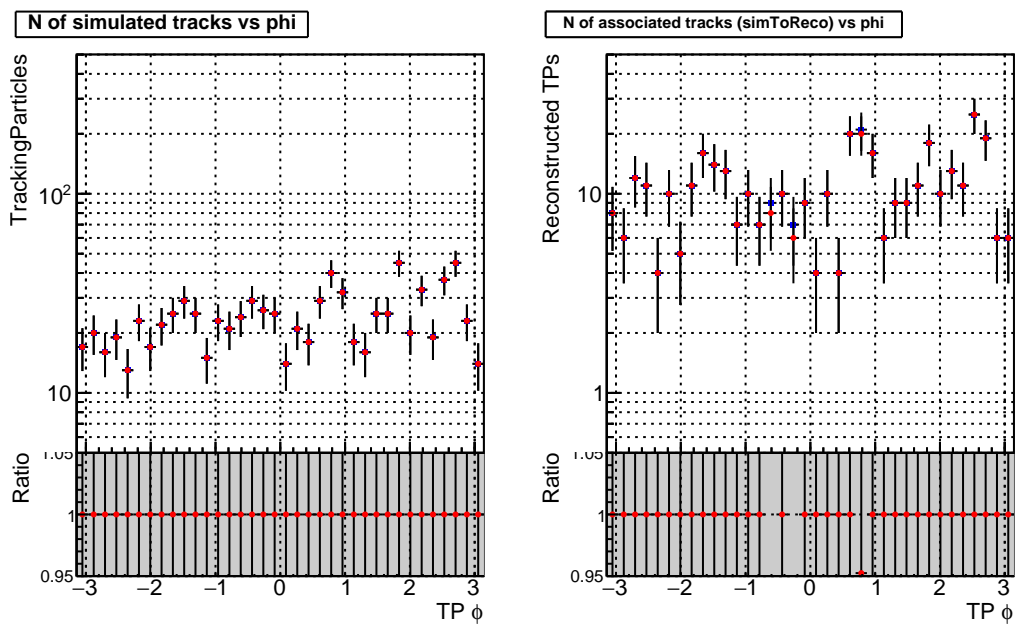 N of simulated tracks vs phi
TrackingParticles
10²
10
Ratio
1.05
1
0.95
−3 −2 −1 0 1 2 3
TP ϕ
N of associated tracks (simToReco) vs phi
Reconstructed TPs
10
1
Ratio
1.05
1
0.95
−3 −2 −1 0 1 2 3
TP ϕ